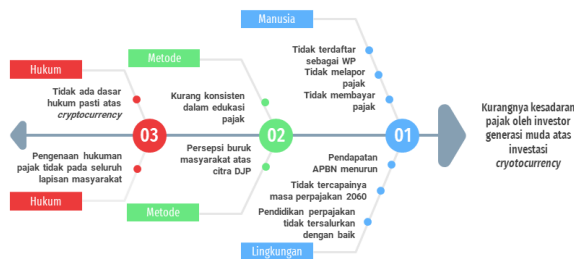 Manusia
Tidak terdaftar
sebagai WP
Tidak melapor
pajak
Tidak membayar
pajak
Metode
Kurang konsisten
dalam edukasi
pajak
Hukum
Tidak ada dasar
hukum pasti atas
cryptocurrency
03
02
01
Kurangnya kesadaran
pajak oleh investor
generasi muda atas
investasi
cryotocurrency
Pengenaan hukuman
pajak tidak pada seluruh
lapisan masyarakat
Hukum
Persepsi buruk
masyarakat atas
citra DJP
Metode
Pendapatan
APBN menurun
Tidak tercapainya
masa perpajakan 2060
Pendidikan perpajakan
tidak tersalurkan
dengan baik
Lingkungan